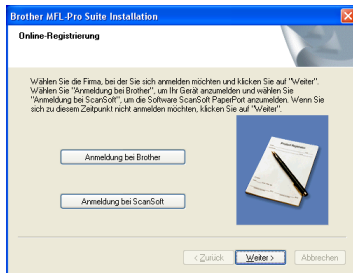 Brother MFL-Pro Suite Installation
Online-Registrierung
Wählen Sie die Firma, bei der Sie sich anmelden möchten und klicken Sie auf "Weiter".
Wählen Sie "Anmeldung bei Brother", um Ihr Gerät anzumelden und wählen Sie
"Anmeldung bei ScanSoft", um die Software ScanSoft PaperPort anzumelden. Wenn Sie
sich zu diesem Zeitpunkt nicht anmelden möchten, klicken Sie auf "Weiter".
Product Registration
Anmeldung bei Brother
Anmeldung bei ScanSoft
< Zurück Weiter > Abbrechen